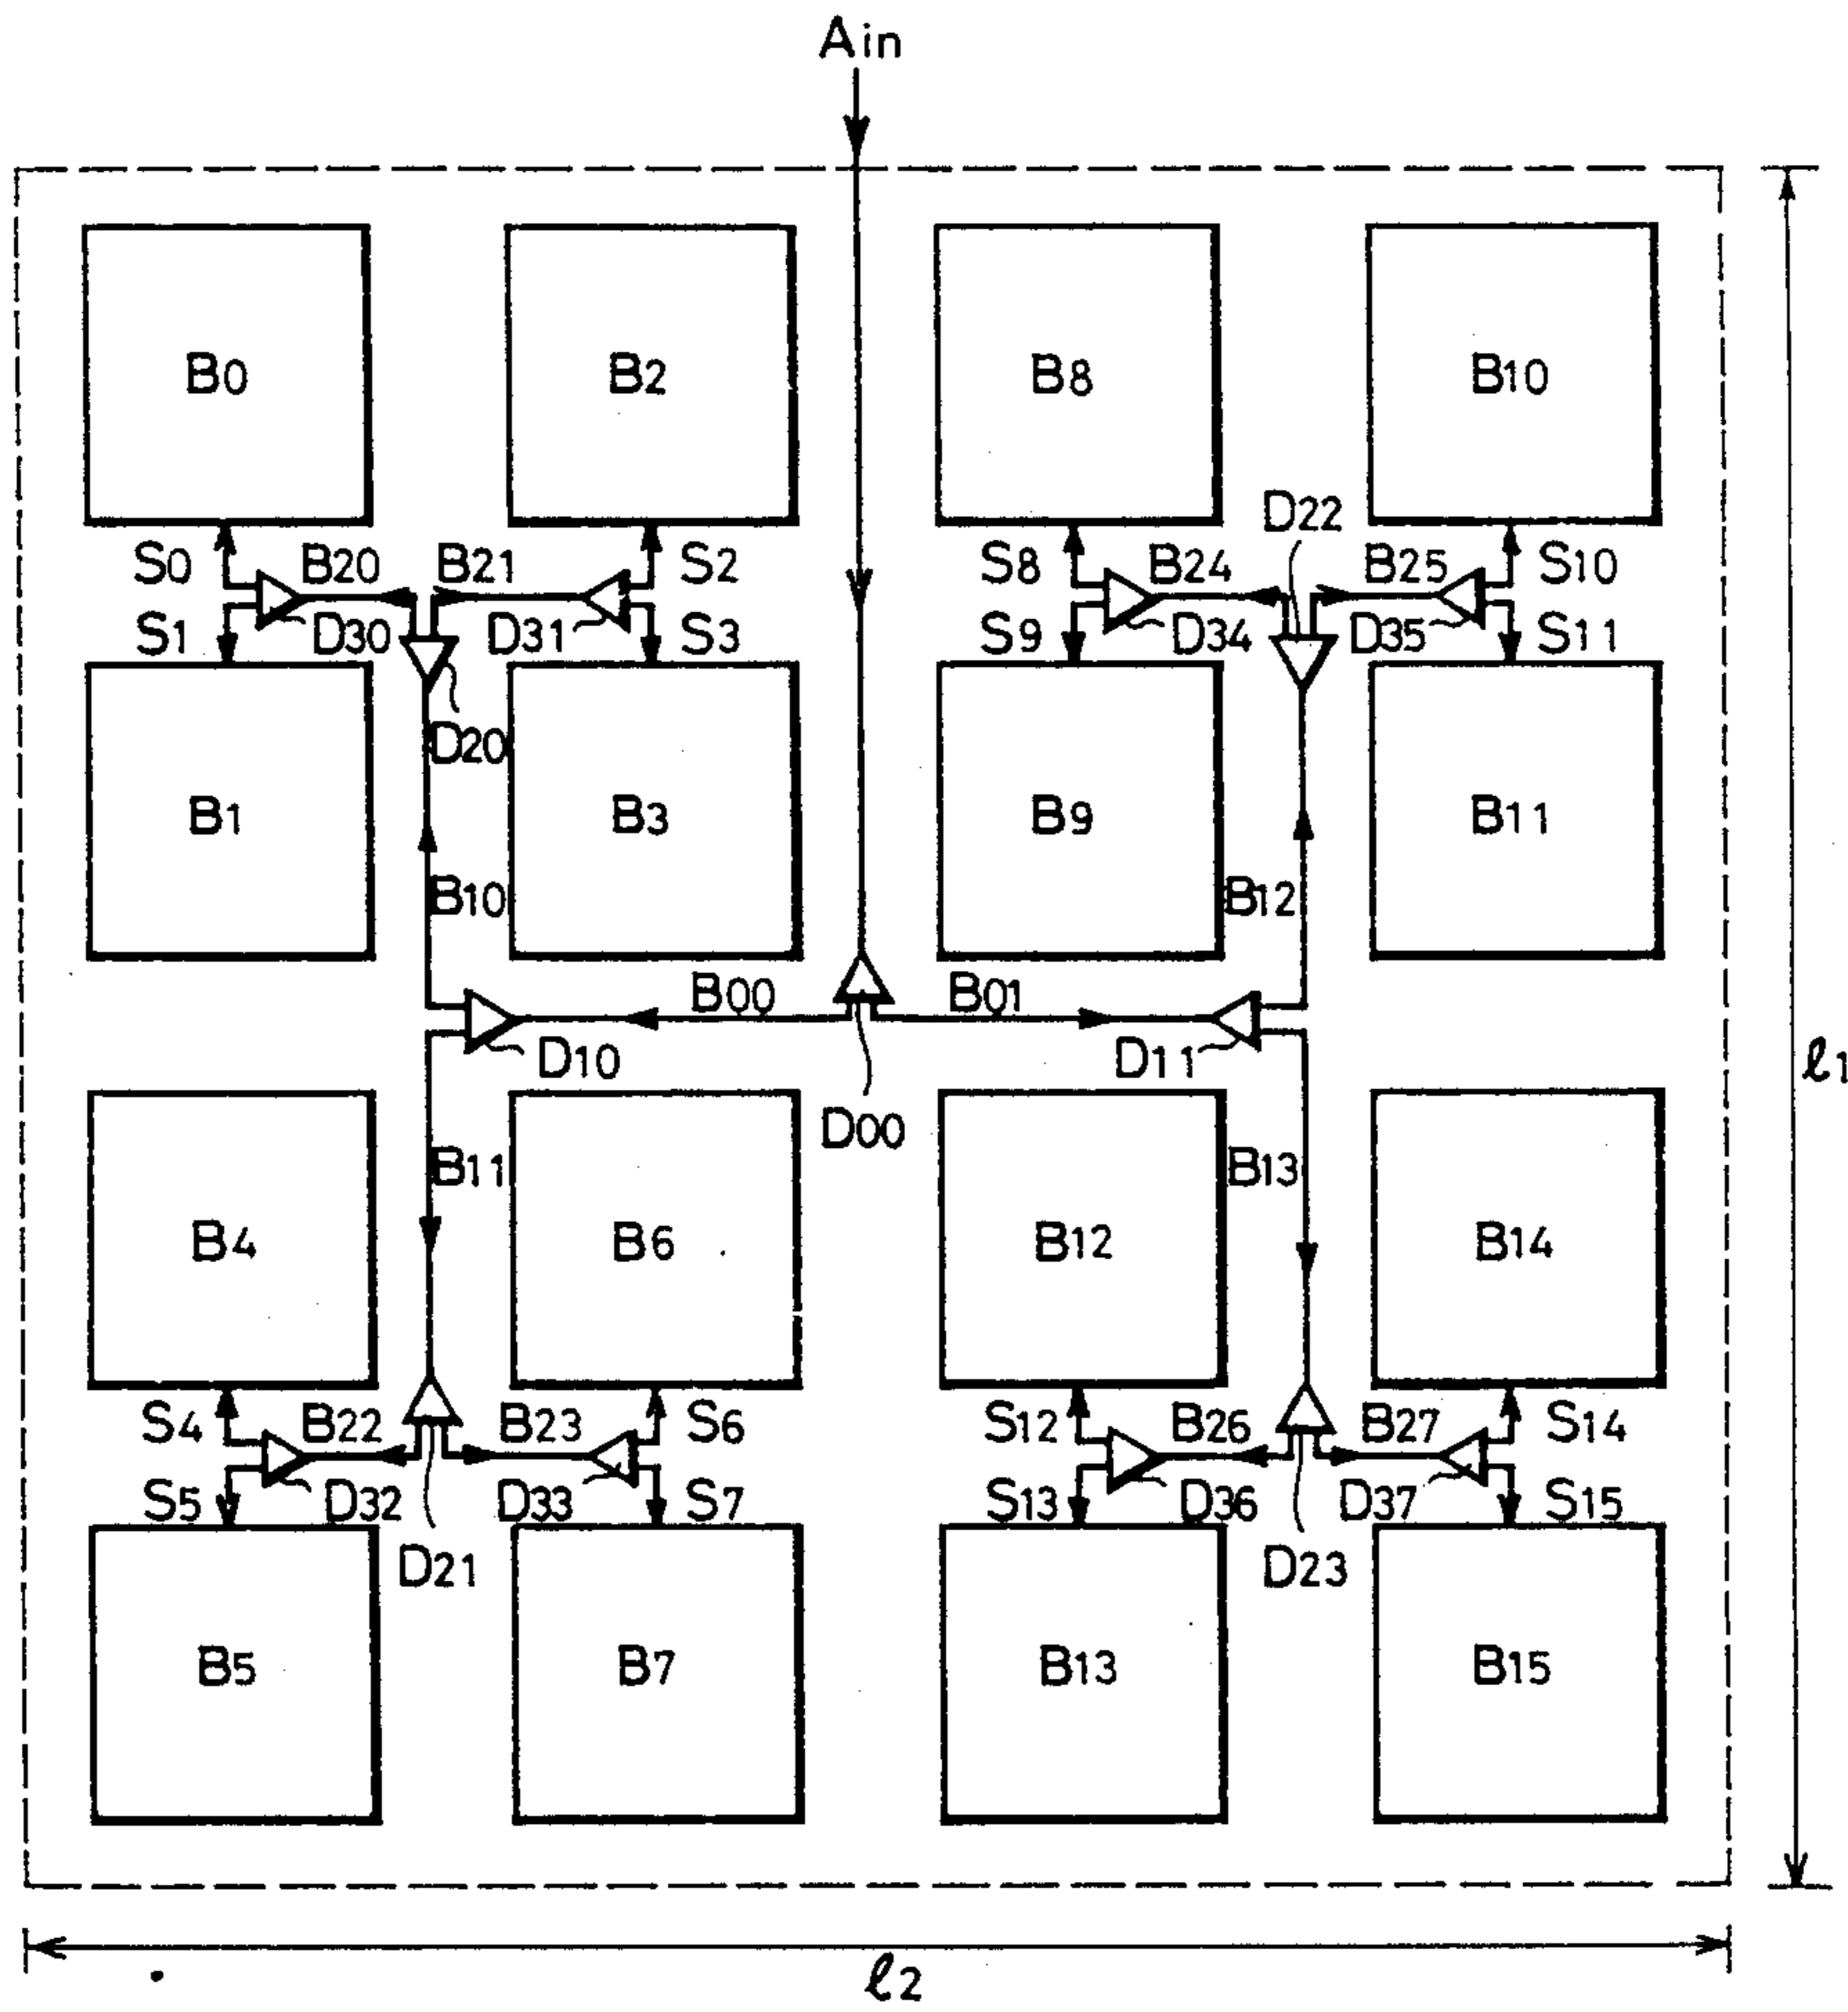 Ain
B0 B2 B8 B10
D22
S0 B20 B21 S2 S8 B24 B25 S10
S1 D30 D31 S3 S9 D34 D35 S11
D20
B1 B3 B9 B11
B10 B12
B00 B01
D10 D11
ℓ1
D00
B11 B13
B4 B6 B12 B14
S4 B22 B23 S6 S12 B26 B27 S14
S5 D32 D33 S7 S13 D36 D37 S15
D21 D23
B5 B7 B13 B15
ℓ2